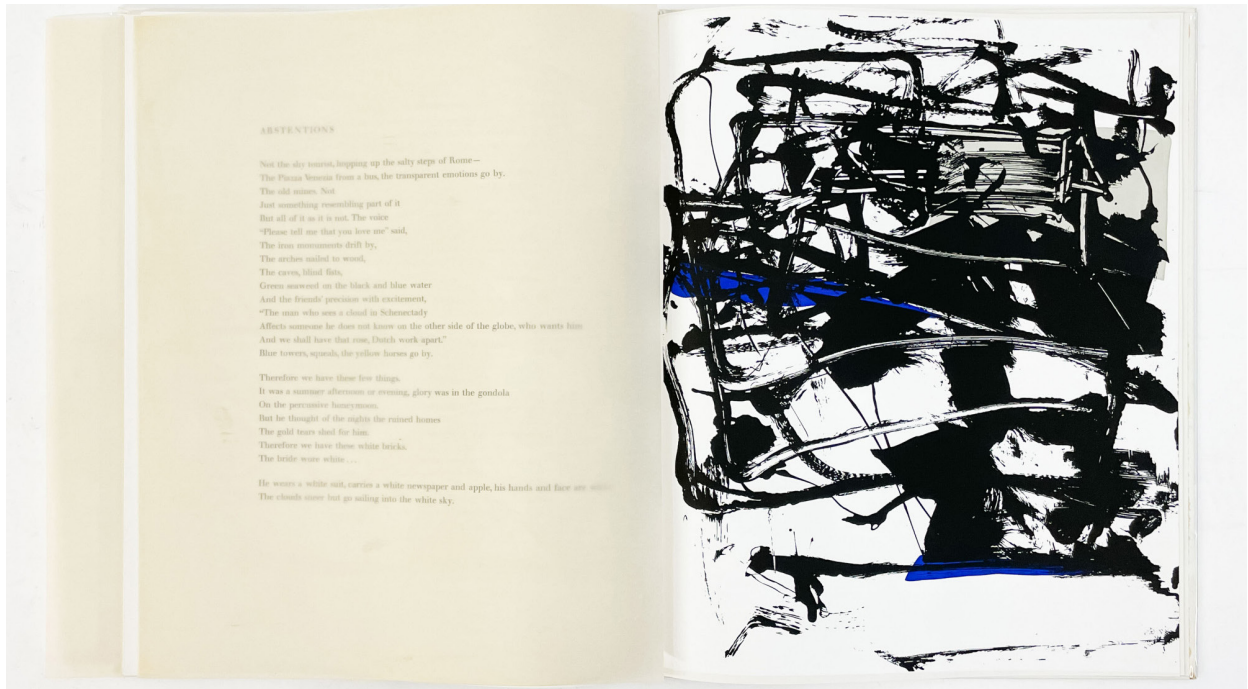 ABSTENTIONS
Not the shy tourist, hopping up the salty steps of Rome—
The Piazza Venezia from a bus, the transparent emotions go by.
The old mines. Not
Just something resembling part of it
But all of it as it is not. The voice
"Please tell me that you love me" said,
The iron monuments drift by,
The arches nailed to wood,
The caves, blind fists,
Green seaweed on the black and blue water
And the friends' precision with excitement,
"The man who sees a cloud in Schenectady
Affects someone he does not know on the other side of the globe, who wants him
And we shall have that rose, Dutch work apart."
Blue towers, squeals, the yellow horses go by.
Therefore we have these few things.
It was a summer afternoon or evening, glory was in the gondola
On the percussive honeymoon.
But he thought of the nights the ruined homes
The gold tears shed for him.
Therefore we have these white bricks.
The bride wore white....
He wears a white suit, carries a white newspaper and apple, his hands and face are
The clouds move but go sailing into the white sky.